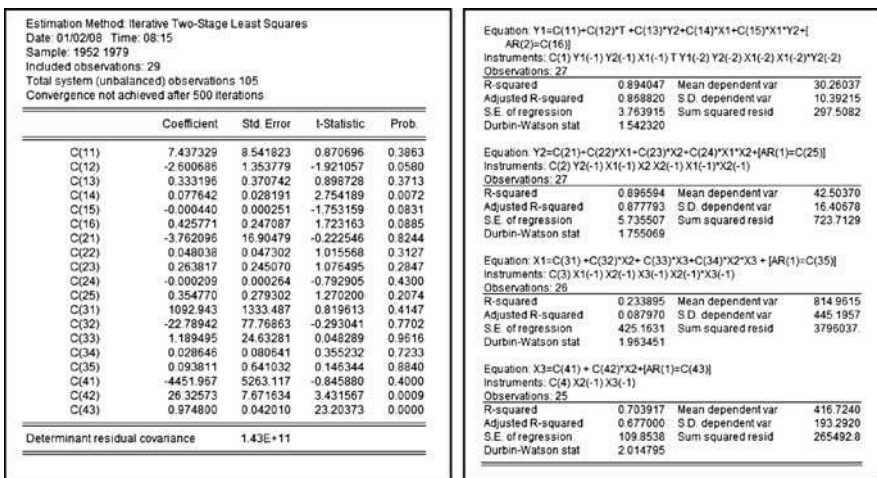 Estimation Method: Iterative Two-Stage Least Squares
Date: 01/02/08 Time: 08:15
Sample: 1952 1979
Included observations: 29
Total system (unbalanced) observations 105
Convergence not achieved after 500 iterations
Coefficient Std. Error t-Statistic Prob.
C(11) 7.437329 8.541823 0.870696 0.3863
C(12) -2.600686 1.353779 -1.921057 0.0580
C(13) 0.333196 0.370742 0.898728 0.3713
C(14) 0.077642 0.028191 2.754189 0.0072
C(15) -0.000440 0.000251 -1.753159 0.0831
C(16) 0.425771 0.247087 1.723163 0.0885
C(21) -3.762096 16.90479 -0.222546 0.8244
C(22) 0.048038 0.047302 1.015568 0.3127
C(23) 0.263817 0.245070 1.076495 0.2847
C(24) -0.000209 0.000264 -0.792905 0.4300
C(25) 0.354770 0.279302 1.270200 0.2074
C(31) 1092.943 1333.487 0.819613 0.4147
C(32) -22.78942 77.76863 -0.293041 0.7702
C(33) 1.189495 24.63281 0.048289 0.9616
C(34) 0.028646 0.080641 0.355232 0.7233
C(35) 0.093811 0.641032 0.146344 0.8840
C(41) -4451.967 5263.117 -0.845880 0.4000
C(42) 26.32573 7.671634 3.431567 0.0009
C(43) 0.974800 0.042010 23.20373 0.0000
Determinant residual covariance 1.43E+11
Equation: Y1=C(11)+C(12)*T +C(13)*Y2+C(14)*X1+C(15)*X1*Y2+[
AR(2)=C(16)]
Instruments: C(1) Y1(-1) Y2(-1) X1(-1) T Y1(-2) Y2(-2) X1(-2) X1(-2)*Y2(-2)
Observations: 27
R-squared 0.894047 Mean dependent var 30.26037
Adjusted R-squared 0.868820 S.D. dependent var 10.39215
S.E. of regression 3.763915 Sum squared resid 297.5082
Durbin-Watson stat 1.542320
Equation: Y2=C(21)+C(22)*X1+C(23)*X2+C(24)*X1*X2+[AR(1)=C(25)]
Instruments: C(2) Y2(-1) X1(-1) X2 X2(-1) X1(-1)*X2(-1)
Observations: 27
R-squared 0.896594 Mean dependent var 42.50370
Adjusted R-squared 0.877793 S.D. dependent var 16.40678
S.E. of regression 5.735507 Sum squared resid 723.7129
Durbin-Watson stat 1.755069
Equation: X1=C(31) +C(32)*X2+ C(33)*X3+C(34)*X2*X3 + [AR(1)=C(35)]
Instruments: C(3) X1(-1) X2(-1) X3(-1) X2(-1)*X3(-1)
Observations: 26
R-squared 0.233895 Mean dependent var 814.9615
Adjusted R-squared 0.087970 S.D. dependent var 445.1957
S.E. of regression 425.1631 Sum squared resid 3796037.
Durbin-Watson stat 1.963451
Equation: X3=C(41) + C(42)*X2+[AR(1)=C(43)]
Instruments: C(4) X2(-1) X3(-1)
Observations: 25
R-squared 0.703917 Mean dependent var 416.7240
Adjusted R-squared 0.677000 S.D. dependent var 193.2920
S.E. of regression 109.8538 Sum squared resid 265492.8
Durbin-Watson stat 2.014795